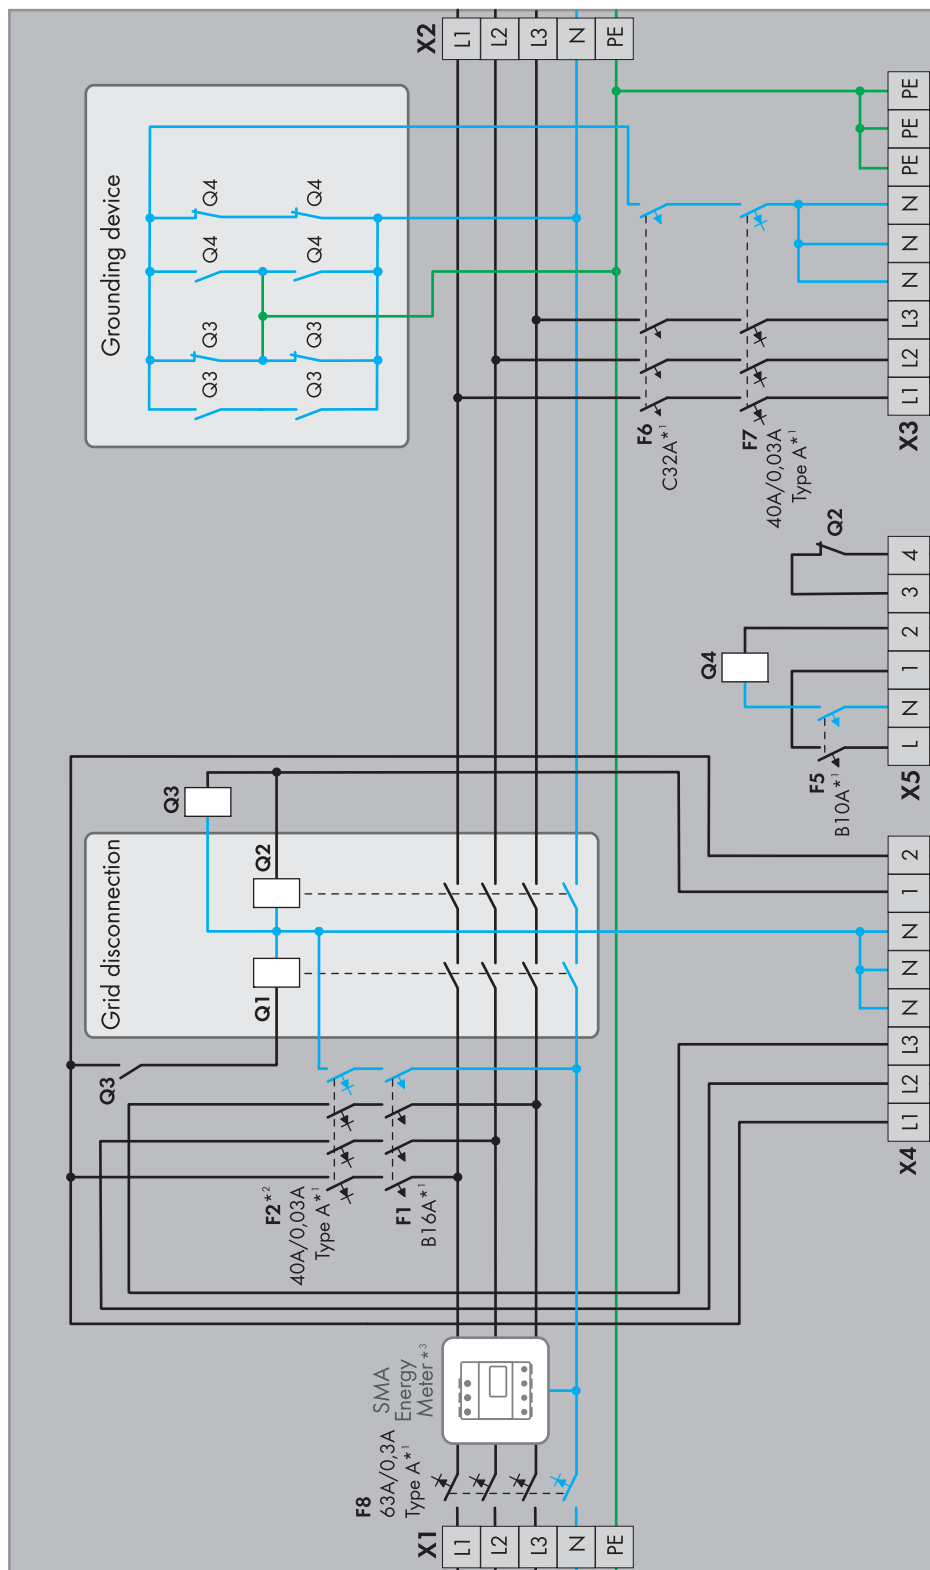 X2
L1
L2
L3
N
PE
Grounding device
Q4
Q4
Q4
Q4
Q3
Q3
Q3
Q3
PE
PE
PE
N
N
N
L3
L2
L1
X3
F6
C32A*1
F7
40A/0,03A
Type A*1
Q2
4
3
2
1
N
L
X5
Q4
F5
B10A*1
Q3
Grid disconnection
Q2
Q1
Q3
2
1
N
N
N
L3
L2
L1
X4
F2*2
40A/0,03A
Type A*1
F1
B16A*1
SMA
Energy
Meter*3
F8
63A/0,3A
Type A*1
X1
L1
L2
L3
N
PE